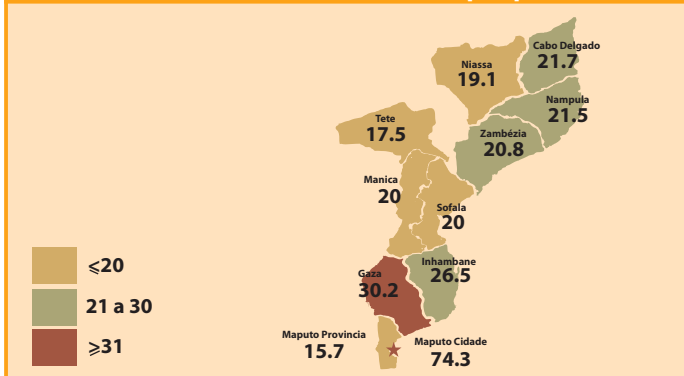 Cabo Delgado
21.7
Niassa
19.1
Nampula
21.5
Tete
17.5
Zambézia
20.8
Manica
20
Sofala
20
Inhambane
26.5
Gaza
30.2
⩽20
21 a 30
⩾31
Maputo Provincia
15.7
Maputo Cidade
74.3